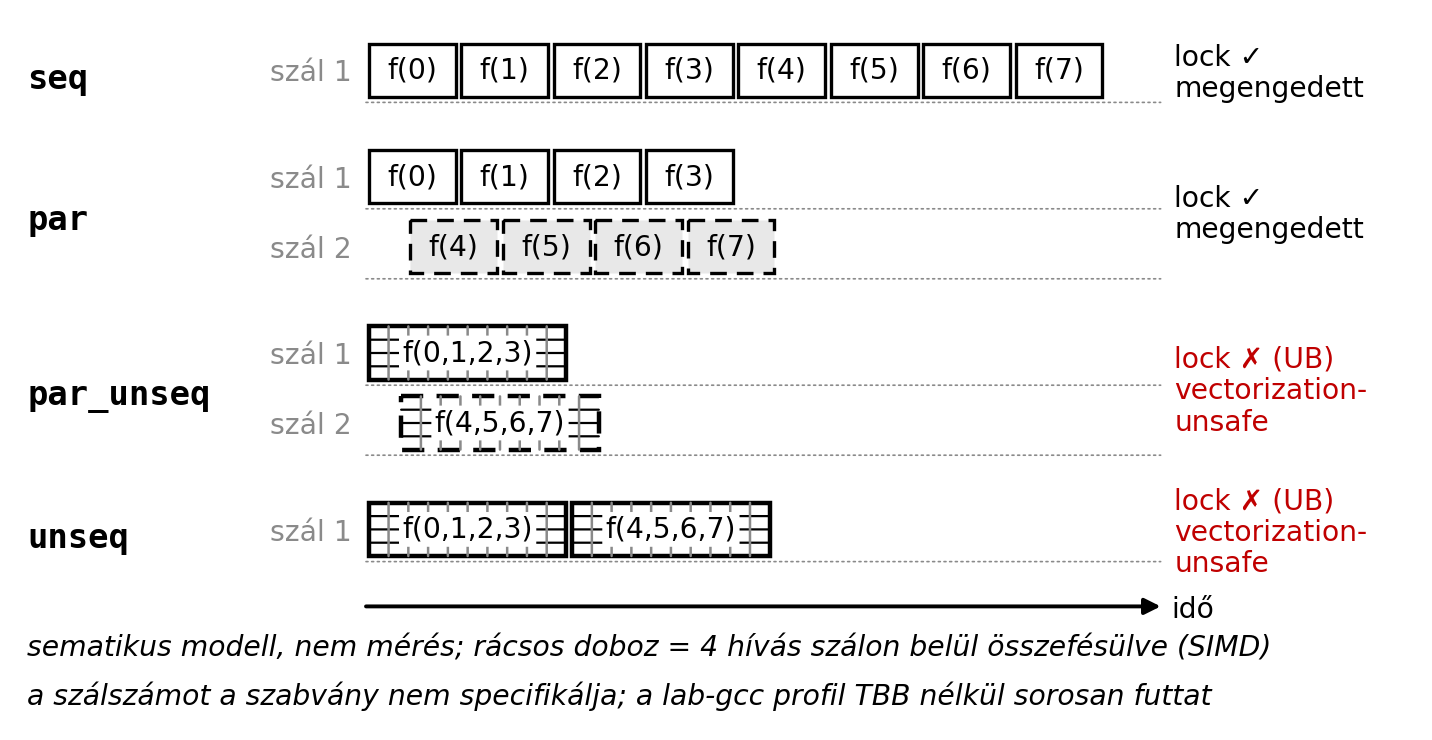 seq
szál 1
f(0) f(1) f(2) f(3) f(4) f(5) f(6) f(7)
lock ✓
megengedett
par
szál 1
f(0) f(1) f(2) f(3)
szál 2
f(4) f(5) f(6) f(7)
lock ✓
megengedett
par_unseq
szál 1
f(0,1,2,3)
szál 2
f(4,5,6,7)
lock ✗ (UB)
vectorization-
unsafe
unseq
szál 1
f(0,1,2,3) f(4,5,6,7)
lock ✗ (UB)
vectorization-
unsafe
idő
sematikus modell, nem mérés; rácsos doboz = 4 hívás szálon belül összefésülve (SIMD)
a szálszámot a szabvány nem specifikálja; a lab-gcc profil TBB nélkül sorosan futtat